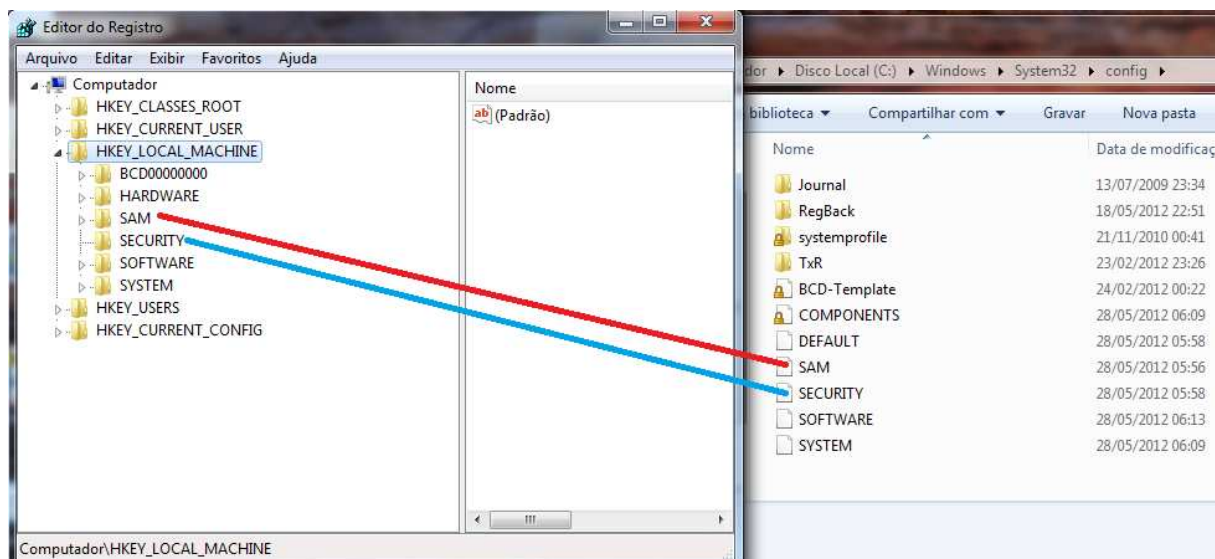 Editor do Registro
Arquivo Editar Exibir Favoritos Ajuda
Computador
HKEY_CLASSES_ROOT
HKEY_CURRENT_USER
HKEY_LOCAL_MACHINE
BCD00000000
HARDWARE
SAM
SECURITY
SOFTWARE
SYSTEM
HKEY_USERS
HKEY_CURRENT_CONFIG
Nome
ab (Padrão)
Computador\HKEY_LOCAL_MACHINE
dor Disco Local (C:) Windows System32 config
biblioteca Compartilhar com Gravar Nova pasta
Nome Data de modificaç
Journal 13/07/2009 23:34
RegBack 18/05/2012 22:51
systemprofile 21/11/2010 00:41
TxR 23/02/2012 23:26
BCD-Template 24/02/2012 00:22
COMPONENTS 28/05/2012 06:09
DEFAULT 28/05/2012 05:58
SAM 28/05/2012 05:56
SECURITY 28/05/2012 05:58
SOFTWARE 28/05/2012 06:13
SYSTEM 28/05/2012 06:09